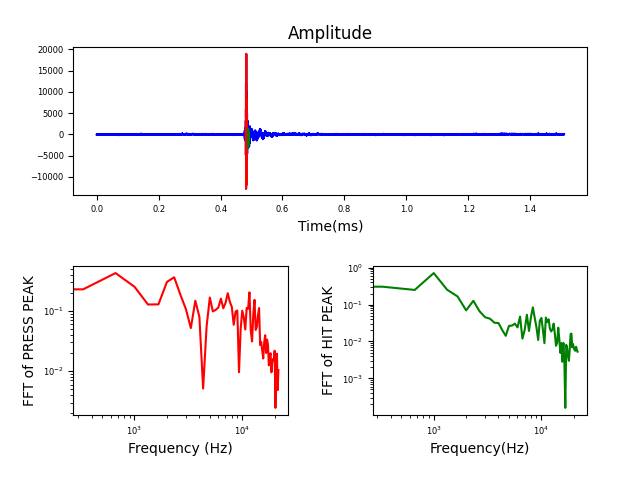 Amplitude
20000
15000
10000
5000
0
−5000
−10000
0.0 0.2 0.4 0.6 0.8 1.0 1.2 1.4
Time(ms)
FFT of PRESS PEAK
10⁻¹
10⁻²
10³ 10⁴
Frequency (Hz)
FFT of HIT PEAK
10⁰
10⁻¹
10⁻²
10⁻³
10³ 10⁴
Frequency(Hz)